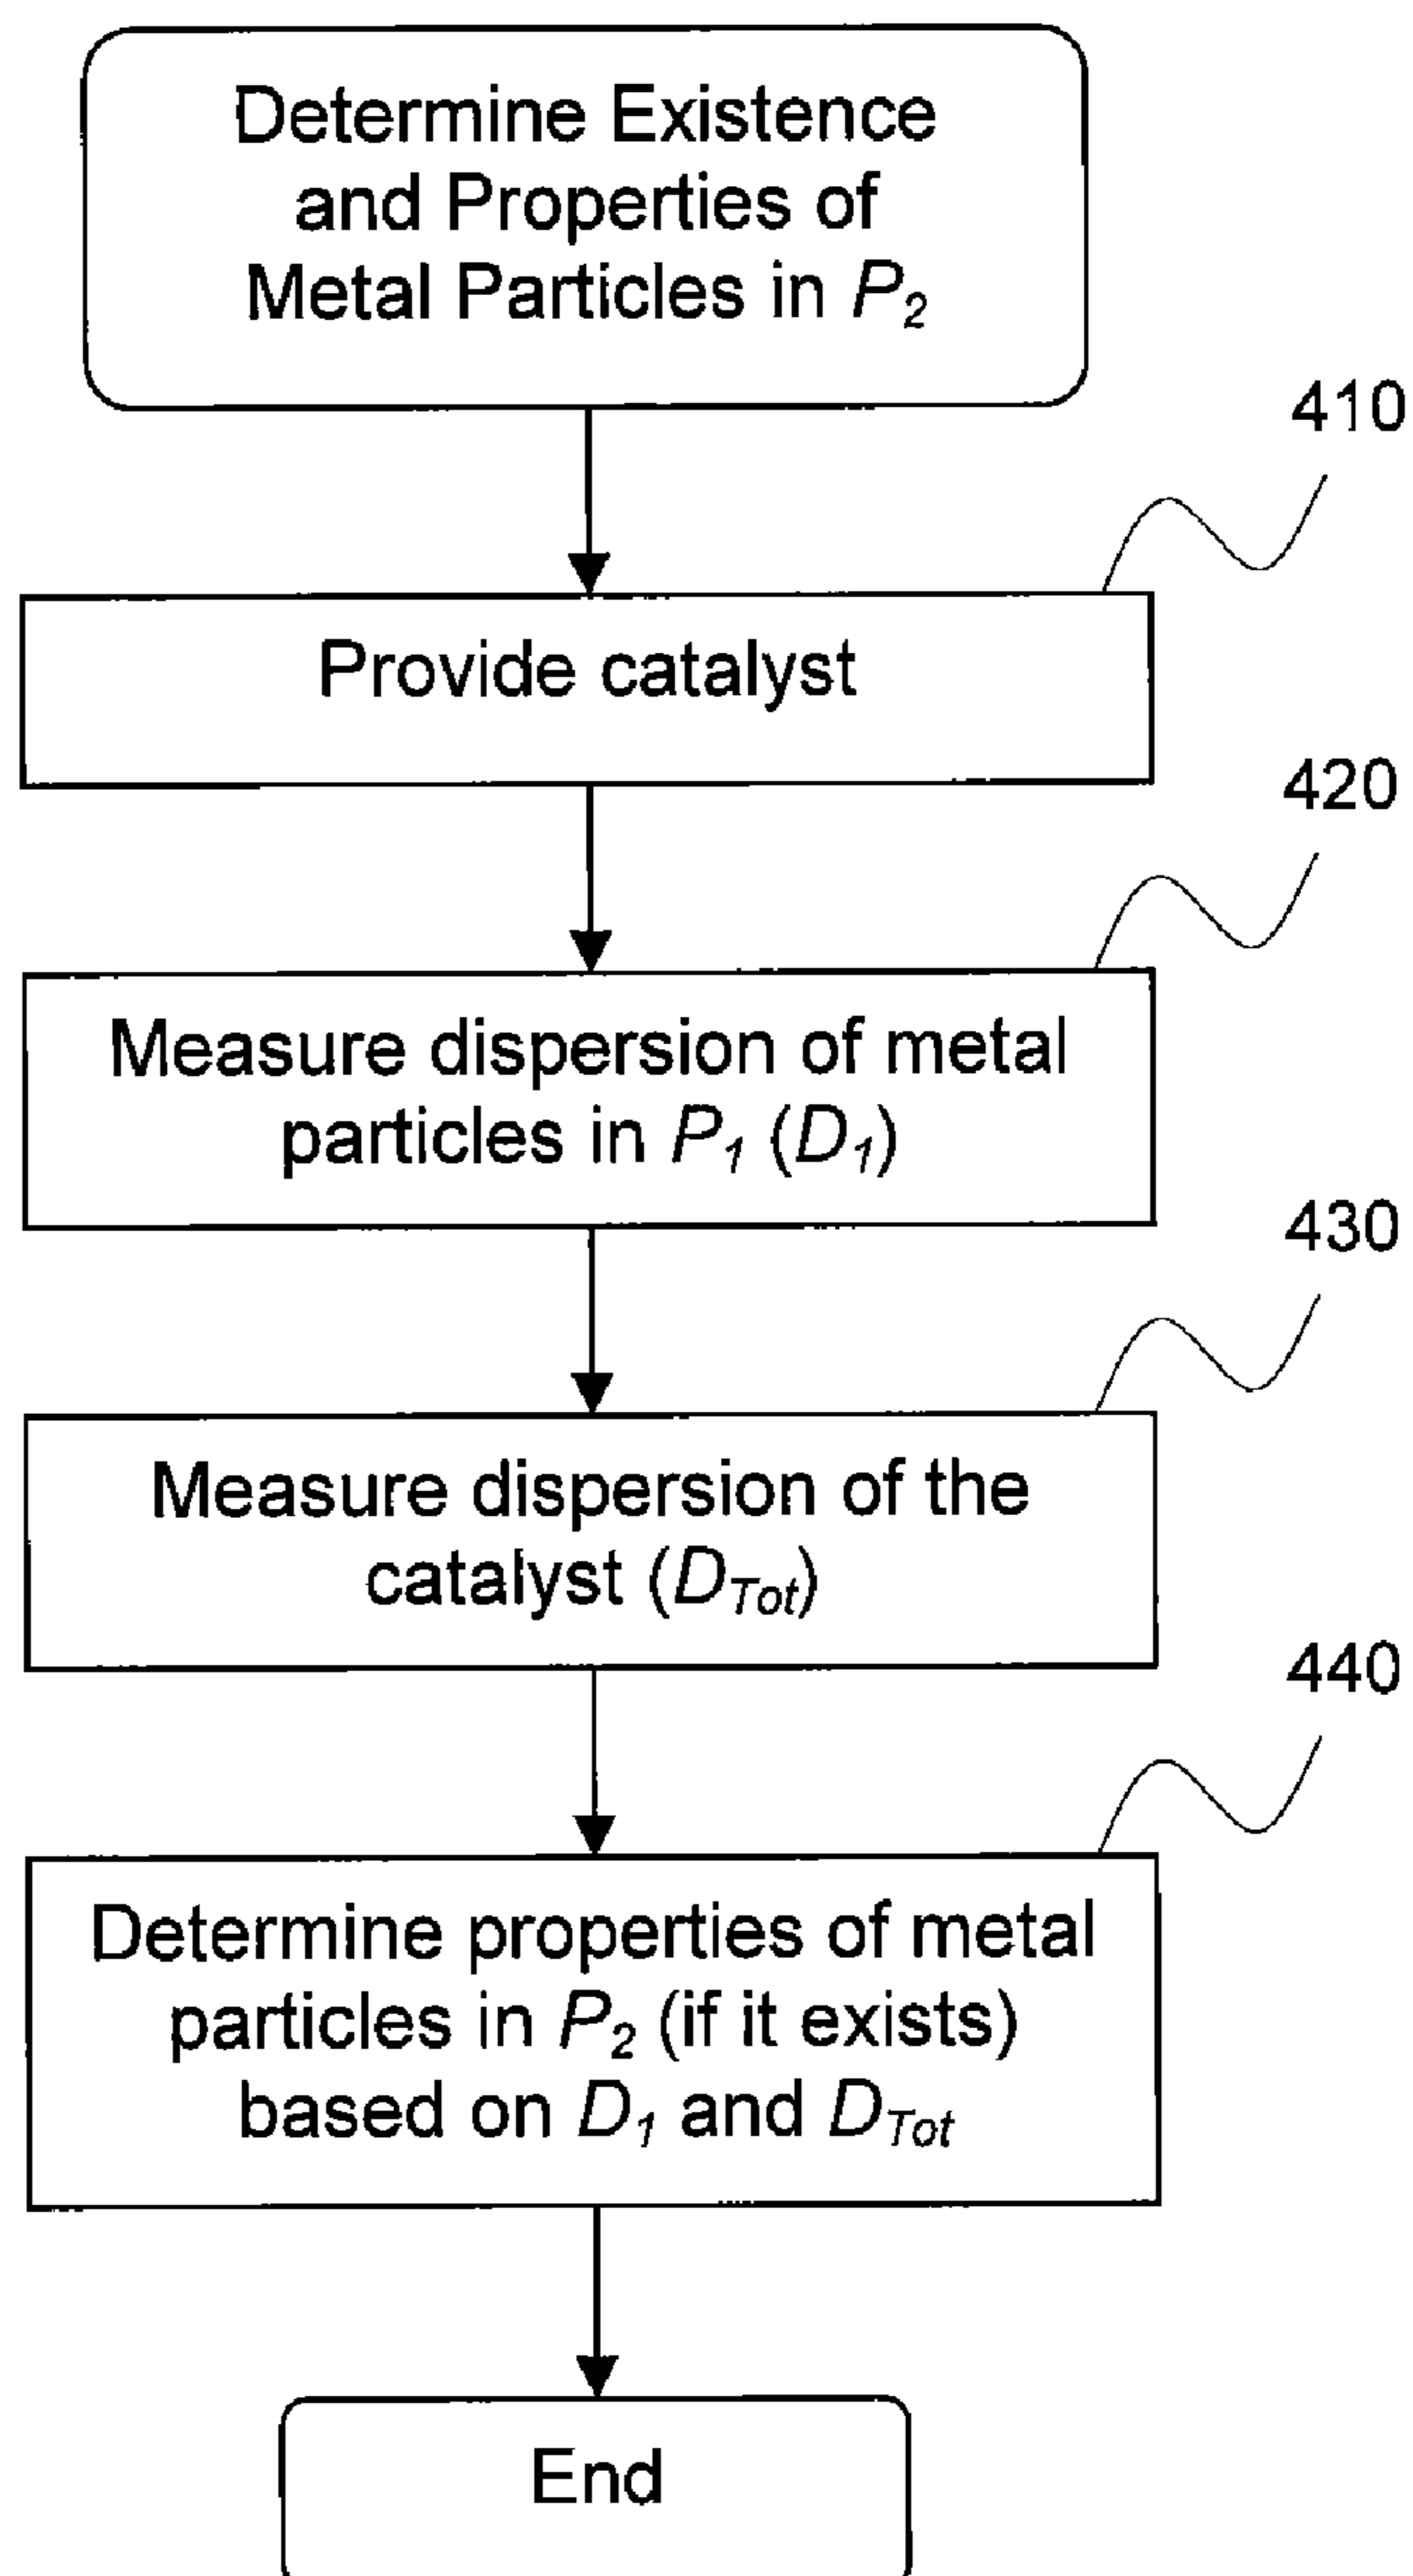 Determine Existence
and Properties of
Metal Particles in P₂
410
Provide catalyst
420
Measure dispersion of metal
particles in P₁ (D₁)
430
Measure dispersion of the
catalyst (D_Tot)
440
Determine properties of metal
particles in P₂ (if it exists)
based on D₁ and D_Tot
End